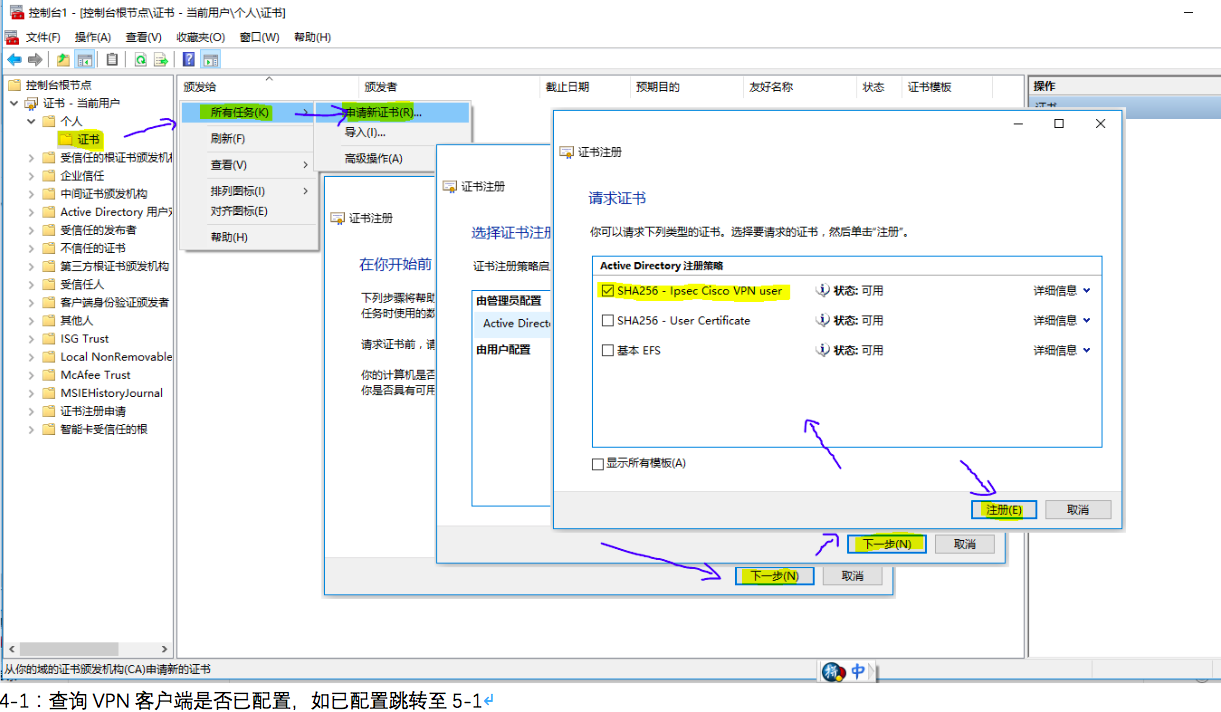 控制台1 - [控制台根节点\证书 - 当前用户\个人\证书]
文件(F) 操作(A) 查看(V) 收藏夹(O) 窗口(W) 帮助(H)
控制台根节点
证书 - 当前用户
个人
证书
受信任的根证书颁发机
企业信任
中间证书颁发机构
Active Directory 用户
受信任的发布者
不信任的证书
第三方根证书颁发机构
受信任人
客户端身份验证颁发者
其他人
ISG Trust
Local NonRemovable
McAfee Trust
MSIEHistoryJournal
证书注册申请
智能卡受信任的根
颁发给 颁发者 截止日期 预期目的 友好名称 状态 证书模板
操作
证书
所有任务(K)
刷新(F)
查看(V)
排列图标(I)
对齐图标(E)
帮助(H)
申请新证书(R)...
导入(I)...
高级操作(A)
证书注册
在你开始前
下列步骤将帮助
任务时使用的数
请求证书前，请
你的计算机是否
你是否具有可用
下一步(N) 取消
证书注册
选择证书注册
证书注册策略启
由管理员配置
Active Direct
由用户配置
下一步(N) 取消
证书注册
请求证书
你可以请求下列类型的证书。选择要请求的证书，然后单击“注册”。
Active Directory 注册策略
SHA256 - Ipsec Cisco VPN user 状态: 可用 详细信息
SHA256 - User Certificate 状态: 可用 详细信息
基本 EFS 状态: 可用 详细信息
显示所有模板(A)
注册(E) 取消
从你的域的证书颁发机构(CA)申请新的证书
中
4-1：查询 VPN 客户端是否已配置，如已配置跳转至 5-1